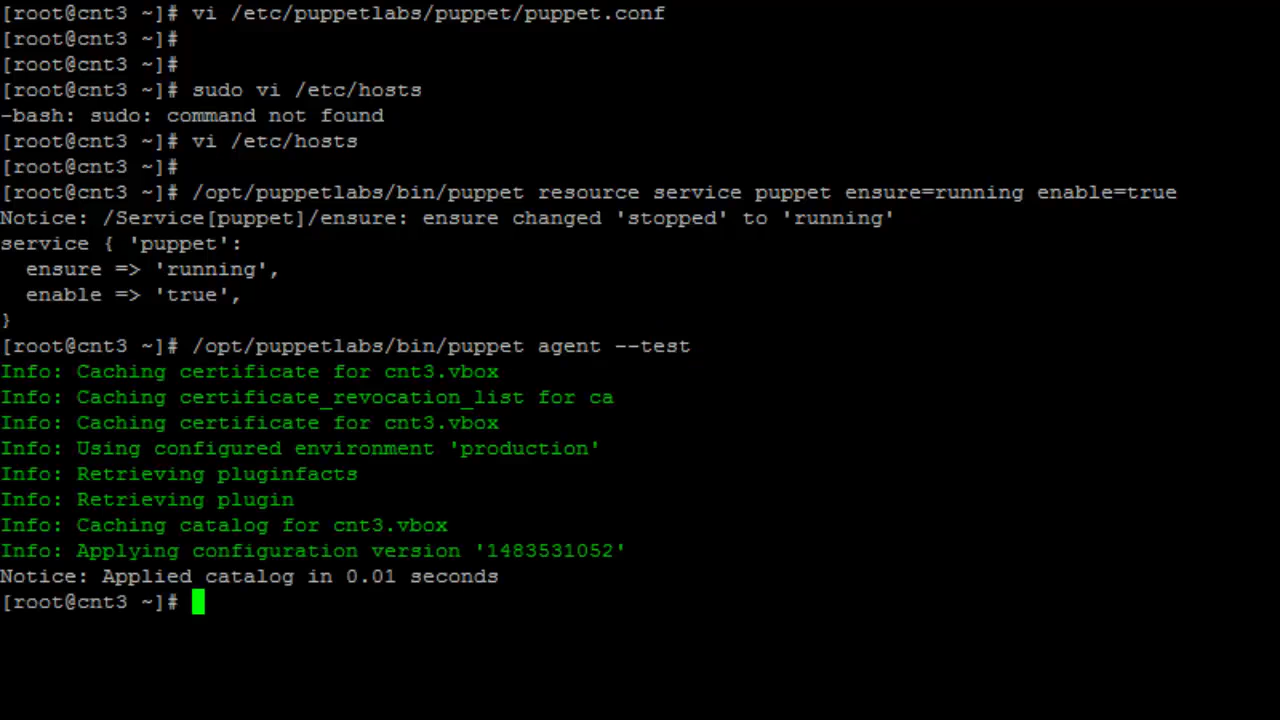 [root@cnt3 ~]# vi /etc/puppetlabs/puppet/puppet.conf
[root@cnt3 ~]#
[root@cnt3 ~]#
[root@cnt3 ~]# sudo vi /etc/hosts
-bash: sudo: command not found
[root@cnt3 ~]# vi /etc/hosts
[root@cnt3 ~]#
[root@cnt3 ~]# /opt/puppetlabs/bin/puppet resource service puppet ensure=running enable=true
Notice: /Service[puppet]/ensure: ensure changed 'stopped' to 'running'
service { 'puppet':
  ensure => 'running',
  enable => 'true',
}
[root@cnt3 ~]# /opt/puppetlabs/bin/puppet agent --test
Info: Caching certificate for cnt3.vbox
Info: Caching certificate_revocation_list for ca
Info: Caching certificate for cnt3.vbox
Info: Using configured environment 'production'
Info: Retrieving pluginfacts
Info: Retrieving plugin
Info: Caching catalog for cnt3.vbox
Info: Applying configuration version '1483531052'
Notice: Applied catalog in 0.01 seconds
[root@cnt3 ~]#